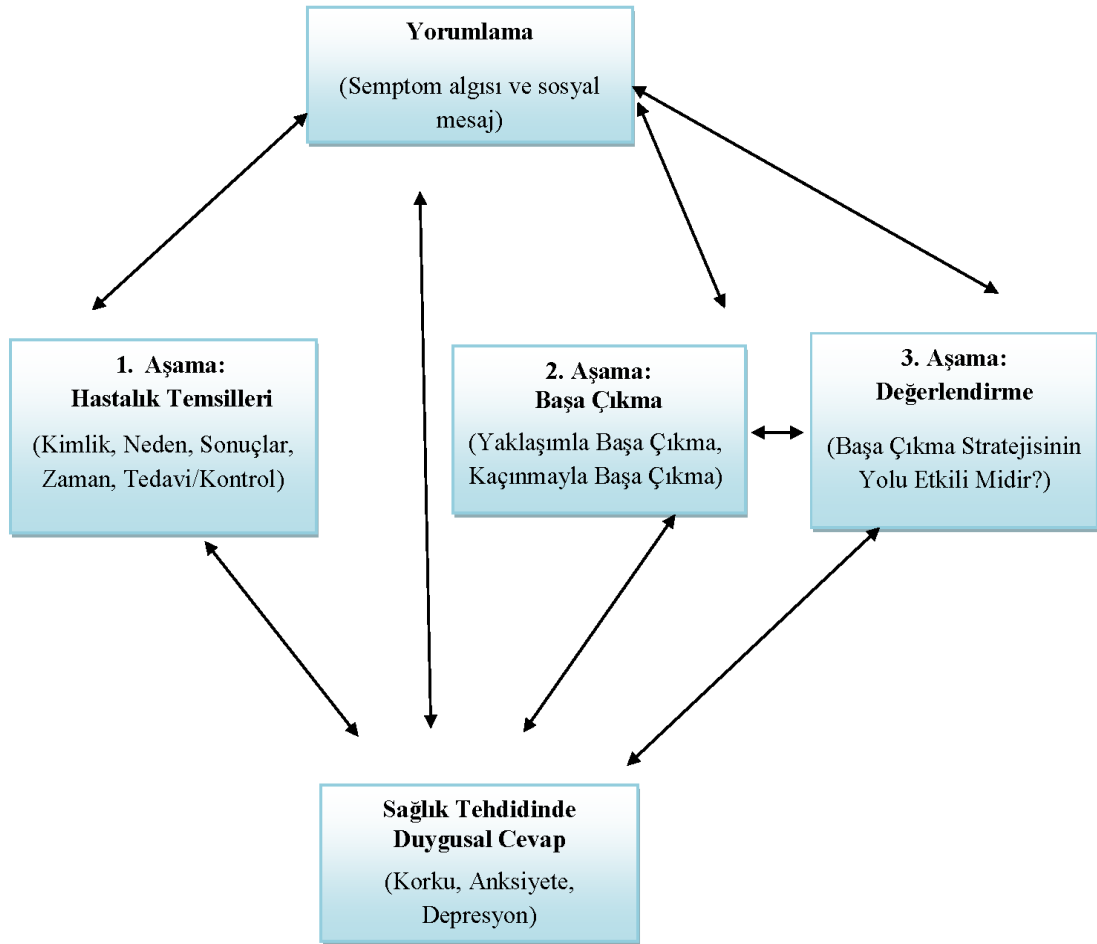 Yorumlama
(Semptom algısı ve sosyal
mesaj)
1. Aşama:
Hastalık Temsilleri
(Kimlik, Neden, Sonuçlar,
Zaman, Tedavi/Kontrol)
2. Aşama:
Başa Çıkma
(Yaklaşımla Başa Çıkma,
Kaçınmayla Başa Çıkma)
3. Aşama:
Değerlendirme
(Başa Çıkma Stratejisinin
Yolu Etkili Midir?)
Sağlık Tehdidinde
Duygusal Cevap
(Korku, Anksiyete,
Depresyon)